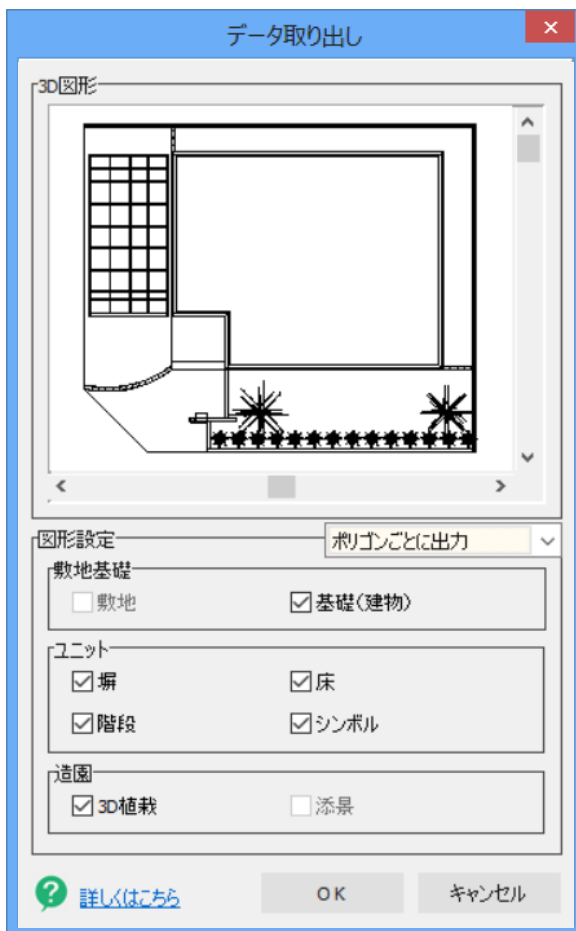 データ取り出し
3D図形
図形設定 ポリゴンごとに出力
敷地基礎
敷地 基礎(建物)
ユニット
塀 床
階段 シンボル
造園
3D植栽 添景
詳しくはこちら OK キャンセル